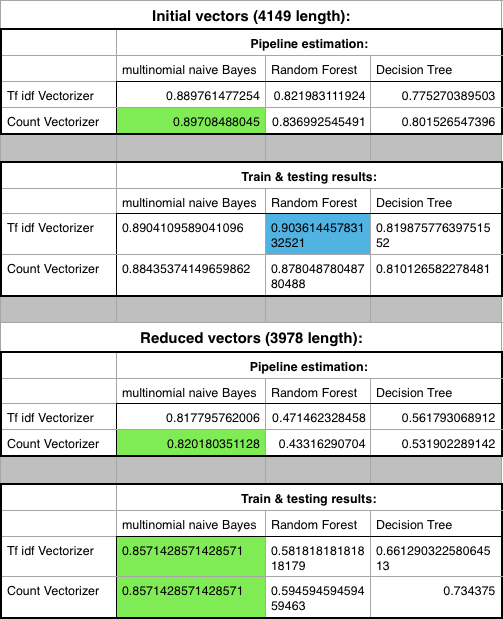 Initial vectors (4149 length):
Pipeline estimation:
multinomial naive Bayes Random Forest Decision Tree
Tf idf Vectorizer 0.889761477254 0.821983111924 0.775270389503
Count Vectorizer 0.89708488045 0.836992545491 0.801526547396
Train & testing results:
multinomial naive Bayes Random Forest Decision Tree
Tf idf Vectorizer 0.8904109589041096 0.903614457831 0.819875776397515
32521 52
Count Vectorizer 0.88435374149659862 0.878048780487 0.810126582278481
80488
Reduced vectors (3978 length):
Pipeline estimation:
multinomial naive Bayes Random Forest Decision Tree
Tf idf Vectorizer 0.817795762006 0.471462328458 0.561793068912
Count Vectorizer 0.820180351128 0.43316290704 0.531902289142
Train & testing results:
multinomial naive Bayes Random Forest Decision Tree
Tf idf Vectorizer 0.8571428571428571 0.581818181818 0.661290322580645
18179 13
Count Vectorizer 0.8571428571428571 0.594594594594 0.734375
59463